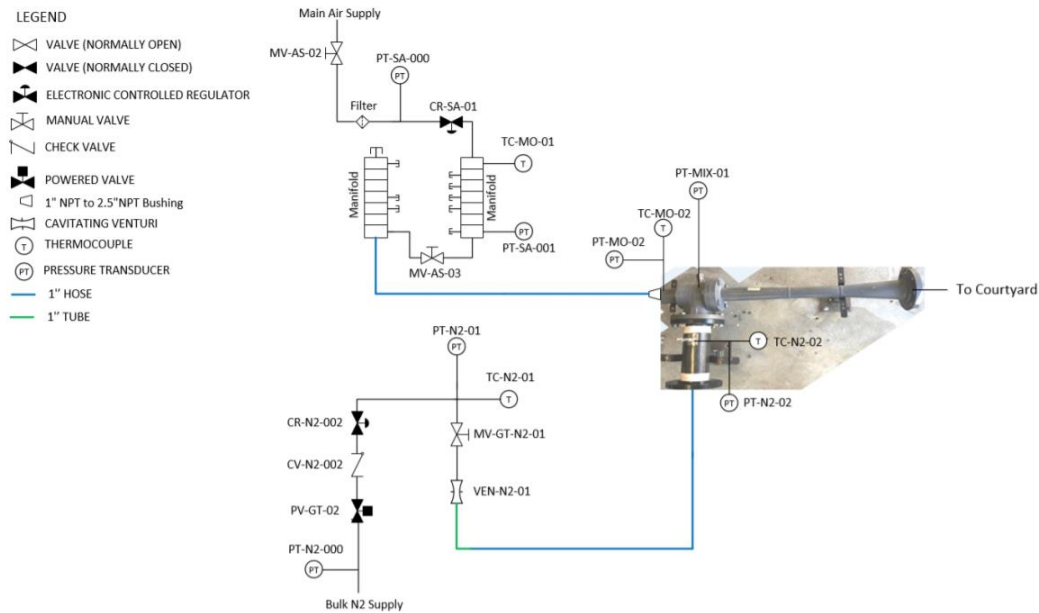 LEGEND
VALVE (NORMALLY OPEN)
VALVE (NORMALLY CLOSED)
ELECTRONIC CONTROLLED REGULATOR
MANUAL VALVE
CHECK VALVE
POWERED VALVE
1" NPT to 2.5"NPT Bushing
CAVITATING VENTURI
T THERMOCOUPLE
PT PRESSURE TRANSDUCER
1" HOSE
1" TUBE
Main Air Supply
MV-AS-02
PT-SA-000
PT
Filter
CR-SA-01
TC-MO-01
T
Manifold
Manifold
PT-SA-001
PT
MV-AS-03
PT-MIX-01
PT
TC-MO-02
T
PT-MO-02
PT
To Courtyard
T
TC-N2-02
PT
PT-N2-02
PT-N2-01
PT
TC-N2-01
T
CR-N2-002
MV-GT-N2-01
CV-N2-002
VEN-N2-01
PV-GT-02
PT-N2-000
PT
Bulk N2 Supply